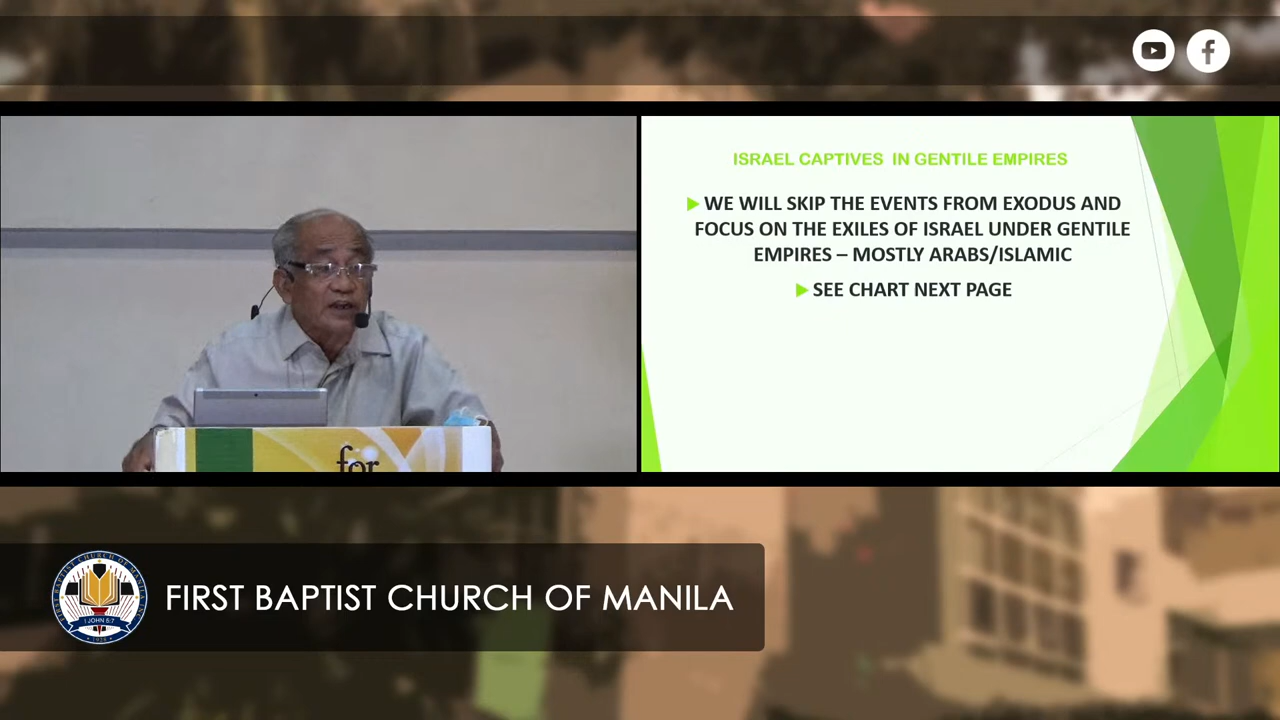 ISRAEL CAPTIVES IN GENTILE EMPIRES
WE WILL SKIP THE EVENTS FROM EXODUS AND
FOCUS ON THE EXILES OF ISRAEL UNDER GENTILE
EMPIRES – MOSTLY ARABS/ISLAMIC
SEE CHART NEXT PAGE
for
FIRST BAPTIST CHURCH OF MANILA
I JOHN 5:7